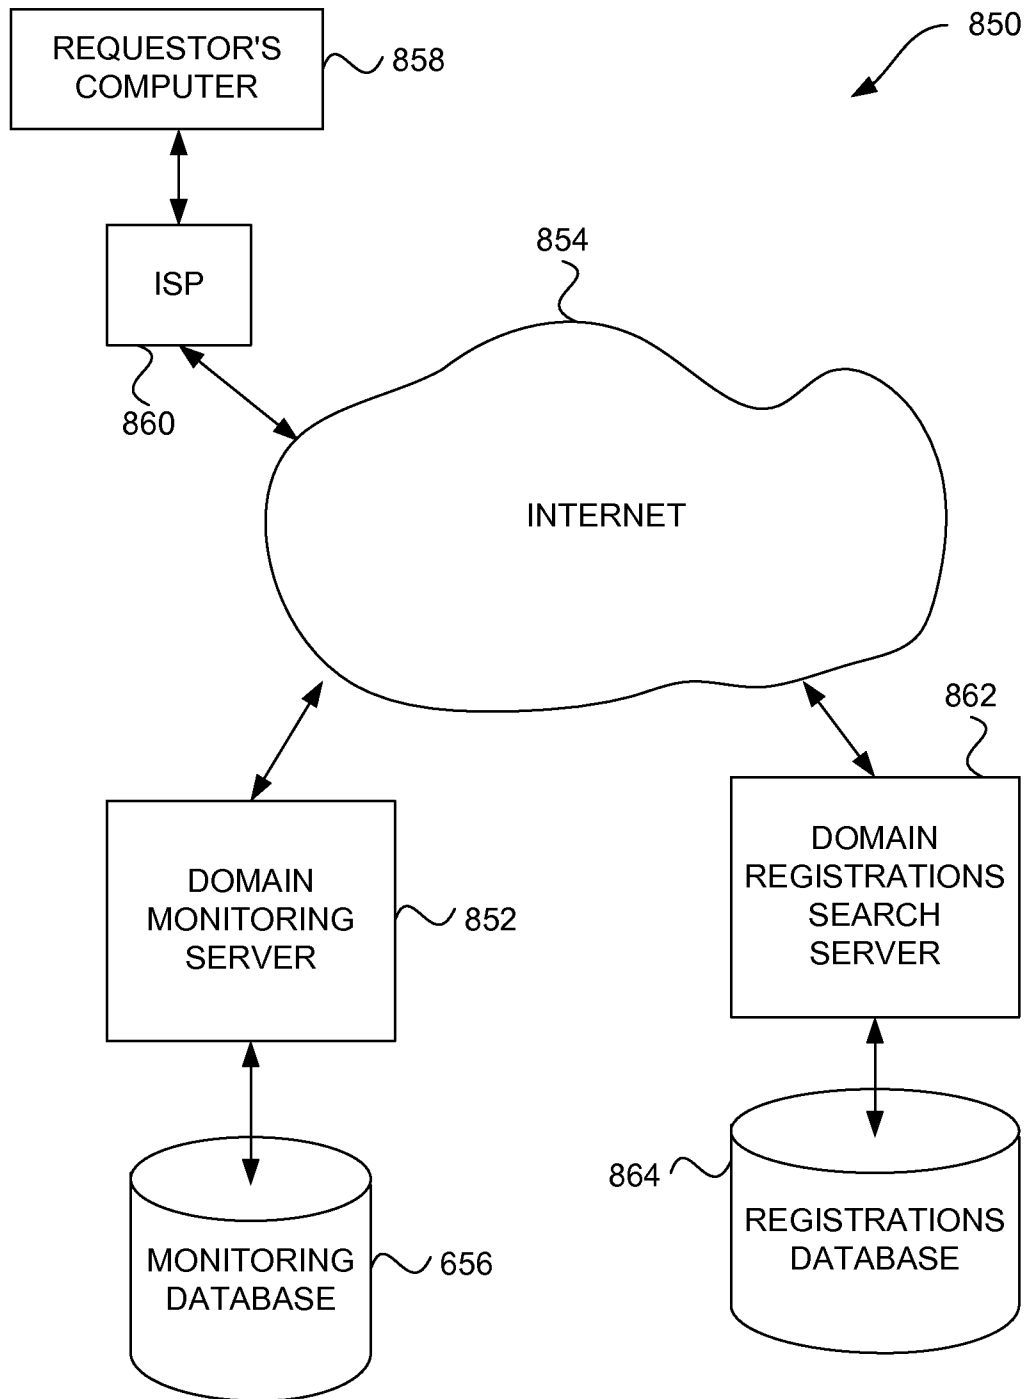 850
REQUESTOR'S
COMPUTER
858
ISP
860
854
INTERNET
862
DOMAIN
MONITORING
SERVER
852
DOMAIN
REGISTRATIONS
SEARCH
SERVER
MONITORING
DATABASE
656
864
REGISTRATIONS
DATABASE